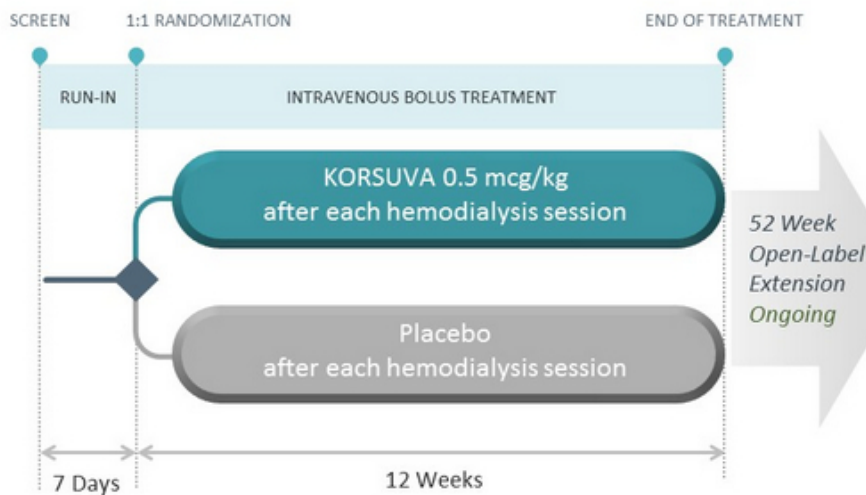 SCREEN
1:1 RANDOMIZATION
END OF TREATMENT
RUN-IN
INTRAVENOUS BOLUS TREATMENT
KORSUVA 0.5 mcg/kg
after each hemodialysis session
52 Week
Open-Label
Extension
Ongoing
Placebo
after each hemodialysis session
7 Days
12 Weeks